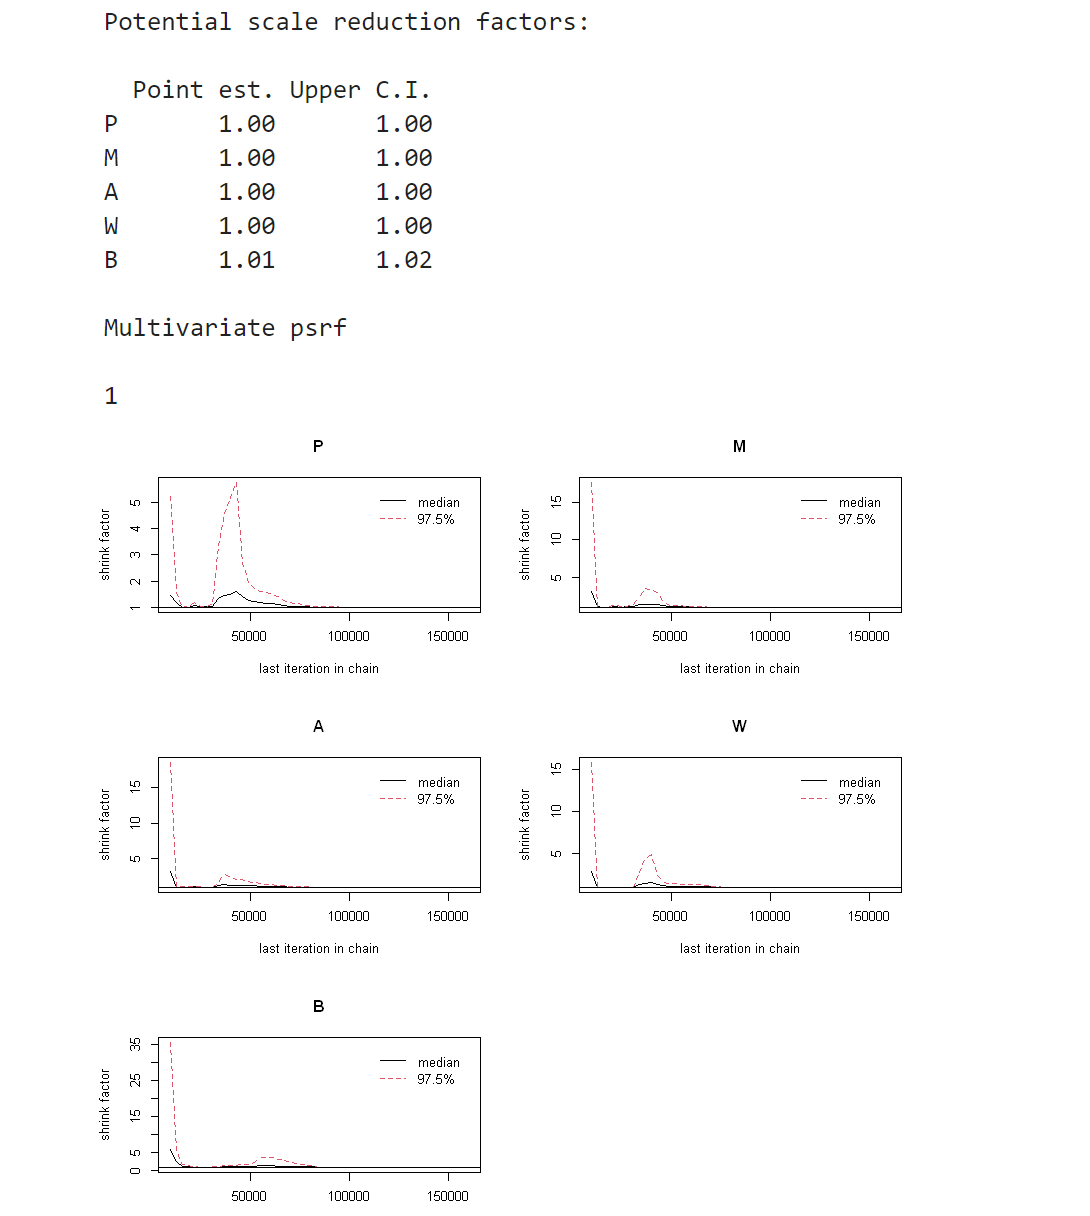 Potential scale reduction factors:
Point est. Upper C.I.
P 1.00 1.00
M 1.00 1.00
A 1.00 1.00
W 1.00 1.00
B 1.01 1.02
Multivariate psrf
1
P
shrink factor
1 2 3 4 5
median
97.5%
50000 100000 150000
last iteration in chain
M
shrink factor
5 10 15
median
97.5%
50000 100000 150000
last iteration in chain
A
shrink factor
5 10 15
median
97.5%
50000 100000 150000
last iteration in chain
W
shrink factor
5 10 15
median
97.5%
50000 100000 150000
last iteration in chain
B
shrink factor
0 5 15 25 35
median
97.5%
50000 100000 150000